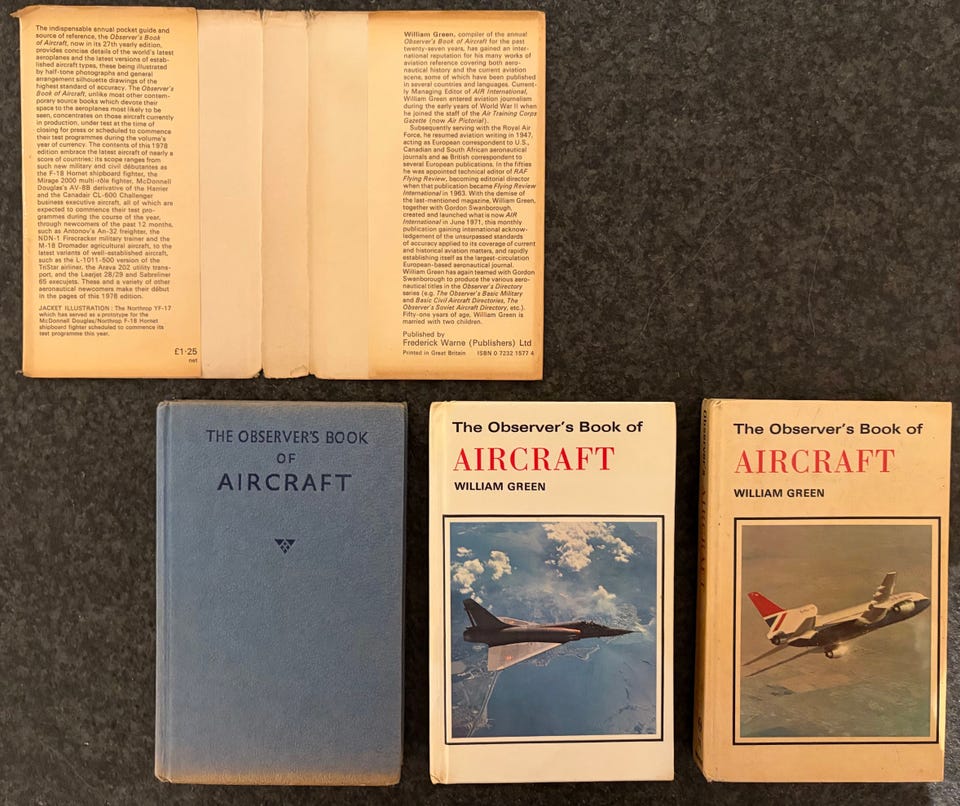 The indispensable annual pocket guide and
source of reference, the Observer's Book
of Aircraft, now in its 27th yearly edition,
provides concise details of the world's latest
aeroplanes and the latest versions of estab-
lished aircraft types, these being illustrated
by half-tone photographs and general
arrangement silhouette drawings of the
highest standard of accuracy. The Observer's
Book of Aircraft, unlike most other contem-
porary source books which devote their
space to the aeroplanes most likely to be
seen, concentrates on those aircraft currently
in production, under test at the time of
closing for press or scheduled to commence
their test programmes during the volume's
year of currency. The contents of this 1978
edition embrace the latest aircraft of nearly a
score of countries: its scope ranges from
such new military and civil débutantes as
the F-18 Hornet shipboard fighter, the
Mirage 2000 multi-rôle fighter, McDonnell
Douglas's AV-8B derivative of the Harrier
and the Canadair CL-600 Challenger
business executive aircraft, all of which are
expected to commence their test pro-
grammes during the course of the year,
through newcomers of the past 12 months,
such as Antonov's An-32 freighter, the
NDN-1 Firecracker military trainer and the
M-18 Dromader agricultural aircraft, to the
latest variants of well-established aircraft,
such as the L-1011-500 version of the
TriStar airliner, the Arava 202 utility trans-
port, and the Learjet 28/29 and Sabreliner
65 execujets. These and a variety of other
aeronautical newcomers make their début
in the pages of this 1978 edition.
JACKET ILLUSTRATION: The Northrop YF-17
which has served as a prototype for the
McDonnell Douglas/Northrop F-18 Hornet
shipboard fighter scheduled to commence its
test programme this year.
£1·25
net
William Green, compiler of the annual
Observer's Book of Aircraft for the past
twenty-seven years, has gained an inter-
national reputation for his many works of
aviation reference covering both aero-
nautical history and the current aviation
scene, some of which have been published
in several countries and languages. Current-
ly Managing Editor of AIR International,
William Green entered aviation journalism
during the early years of World War II when
he joined the staff of the Air Training Corps
Gazette (now Air Pictorial).
Subsequently serving with the Royal Air
Force, he resumed aviation writing in 1947,
acting as European correspondent to U.S.,
Canadian and South African aeronautical
journals and as British correspondent to
several European publications. In the fifties
he was appointed technical editor of RAF
Flying Review, becoming editorial director
when that publication became Flying Review
International in 1963. With the demise of
the last-mentioned magazine, William Green,
together with Gordon Swanborough,
created and launched what is now AIR
International in June 1971, this monthly
publication gaining international acknow-
ledgement of the unsurpassed standards
of accuracy applied to its coverage of current
and historical aviation matters, and rapidly
establishing itself as the largest-circulation
European-based aeronautical journal.
William Green has again teamed with Gordon
Swanborough to produce the various aero-
nautical titles in the Observer's Directory
series (e.g. The Observer's Basic Military
and Basic Civil Aircraft Directories, The
Observer's Soviet Aircraft Directory, etc.).
Fifty-one years of age, William Green is
married with two children.
Published by
Frederick Warne (Publishers) Ltd
Printed in Great Britain ISBN 0 7232 1577 4
THE OBSERVER'S BOOK
OF
AIRCRAFT
The Observer's Book of
AIRCRAFT
WILLIAM GREEN
The Observer's Book of
AIRCRAFT
WILLIAM GREEN